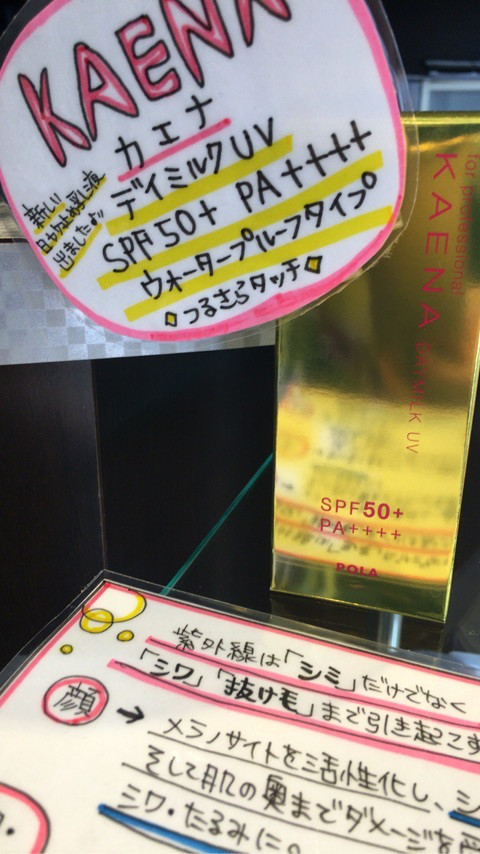 KAENA
カエナ
新しい
日ヤケ止め乳液
出ましたよ!!
デイミルクUV
SPF50+ PA++++
ウォータープルーフタイプ
つるさらタッチ
for professional
KAENA DAY MILK UV
SPF50+
PA++++
POLA
紫外線は「シミ」だけでなく
「シワ」「抜け毛」まで引き起こす
顔
→ メラノサイトを活性化し、シ
そして肌の奥までダメージを
シワ・たるみに。